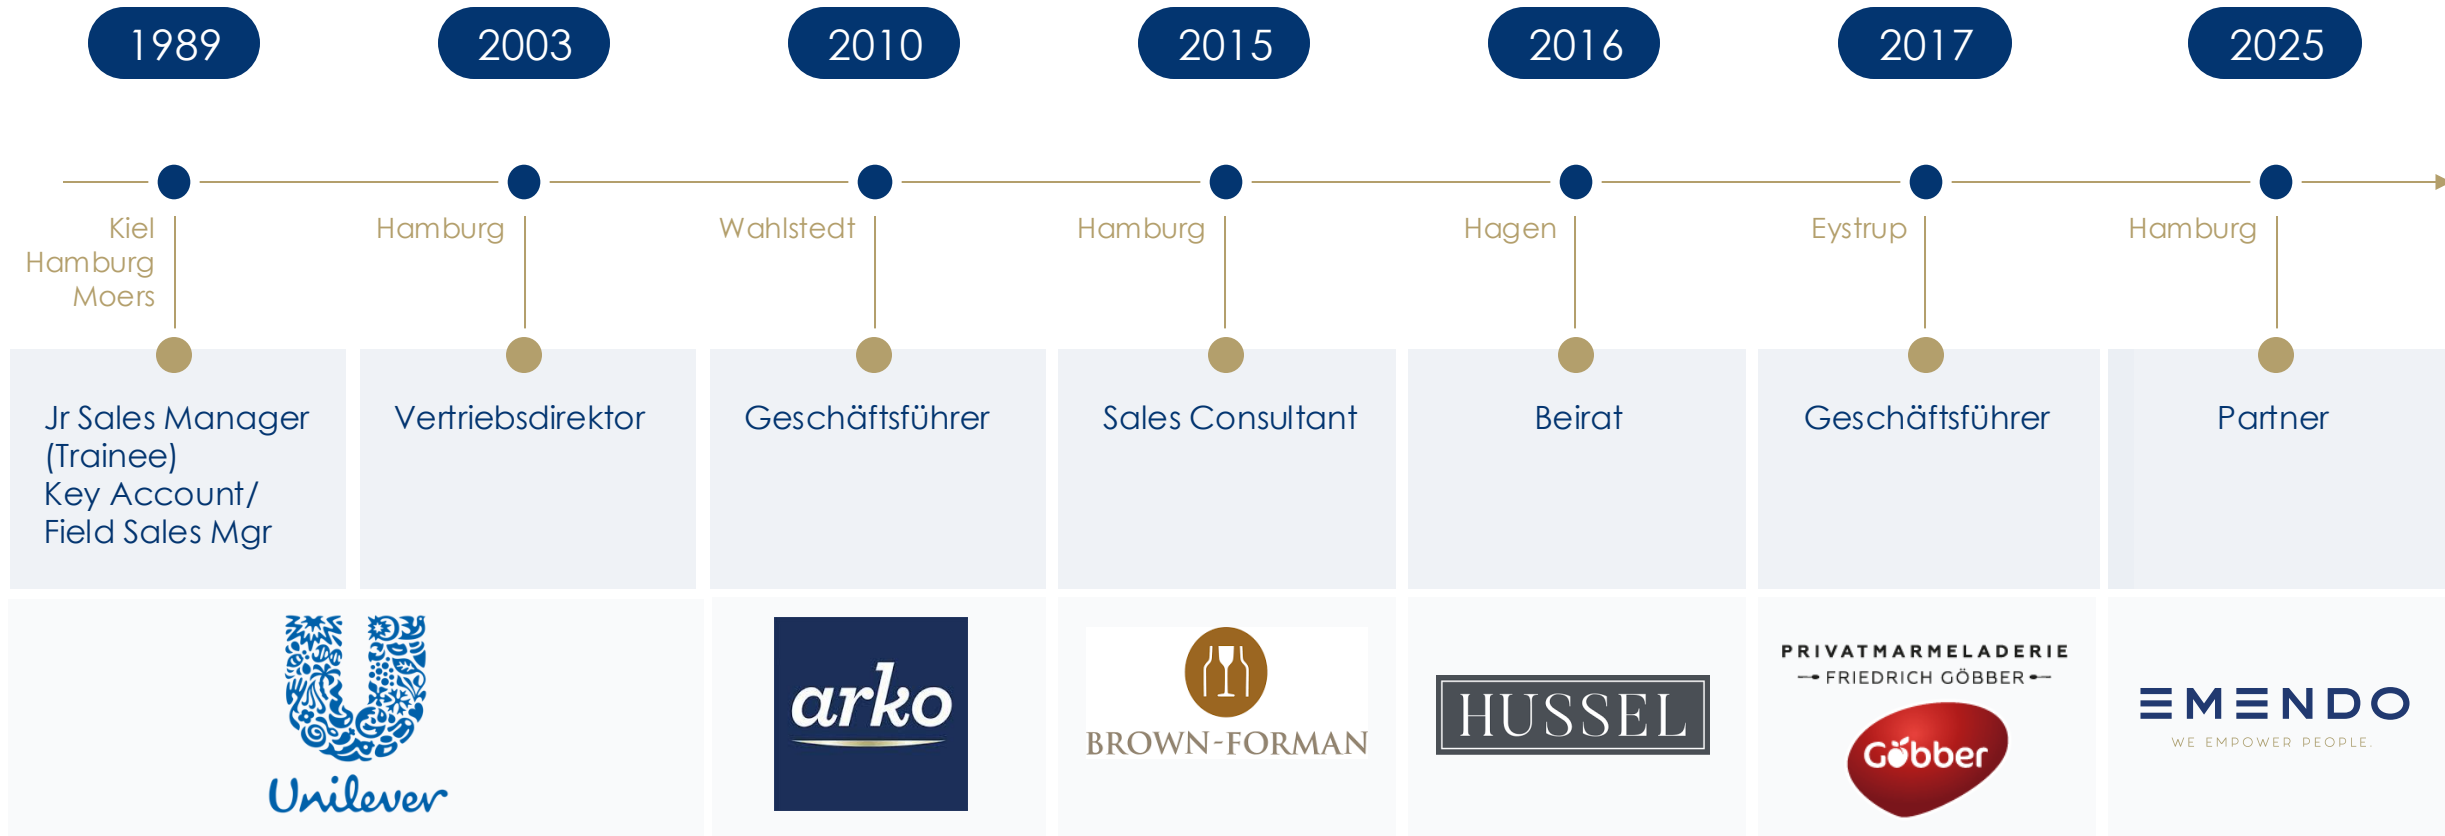 1989
2003
2010
2015
2016
2017
2025
Kiel
Hamburg
Moers
Hamburg
Wahlstedt
Hamburg
Hagen
Eystrup
Hamburg
Jr Sales Manager
(Trainee)
Key Account/
Field Sales Mgr
Vertriebsdirektor
Geschäftsführer
Sales Consultant
Beirat
Geschäftsführer
Partner
Unilever
arko
BROWN-FORMAN
HUSSEL
PRIVATMARMELADERIE
FRIEDRICH GÖBBER
Göbber
EMENDO
WE EMPOWER PEOPLE.